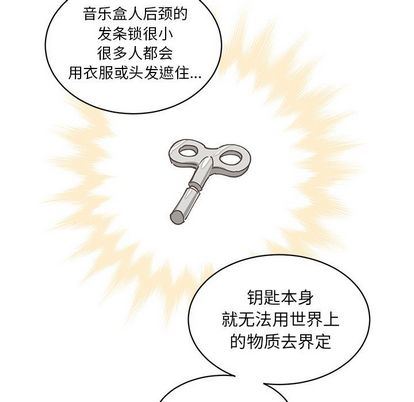 音乐盒人后颈的
发条锁很小
很多人都会
用衣服或头发遮住...
钥匙本身
就无法用世界上
的物质去界定